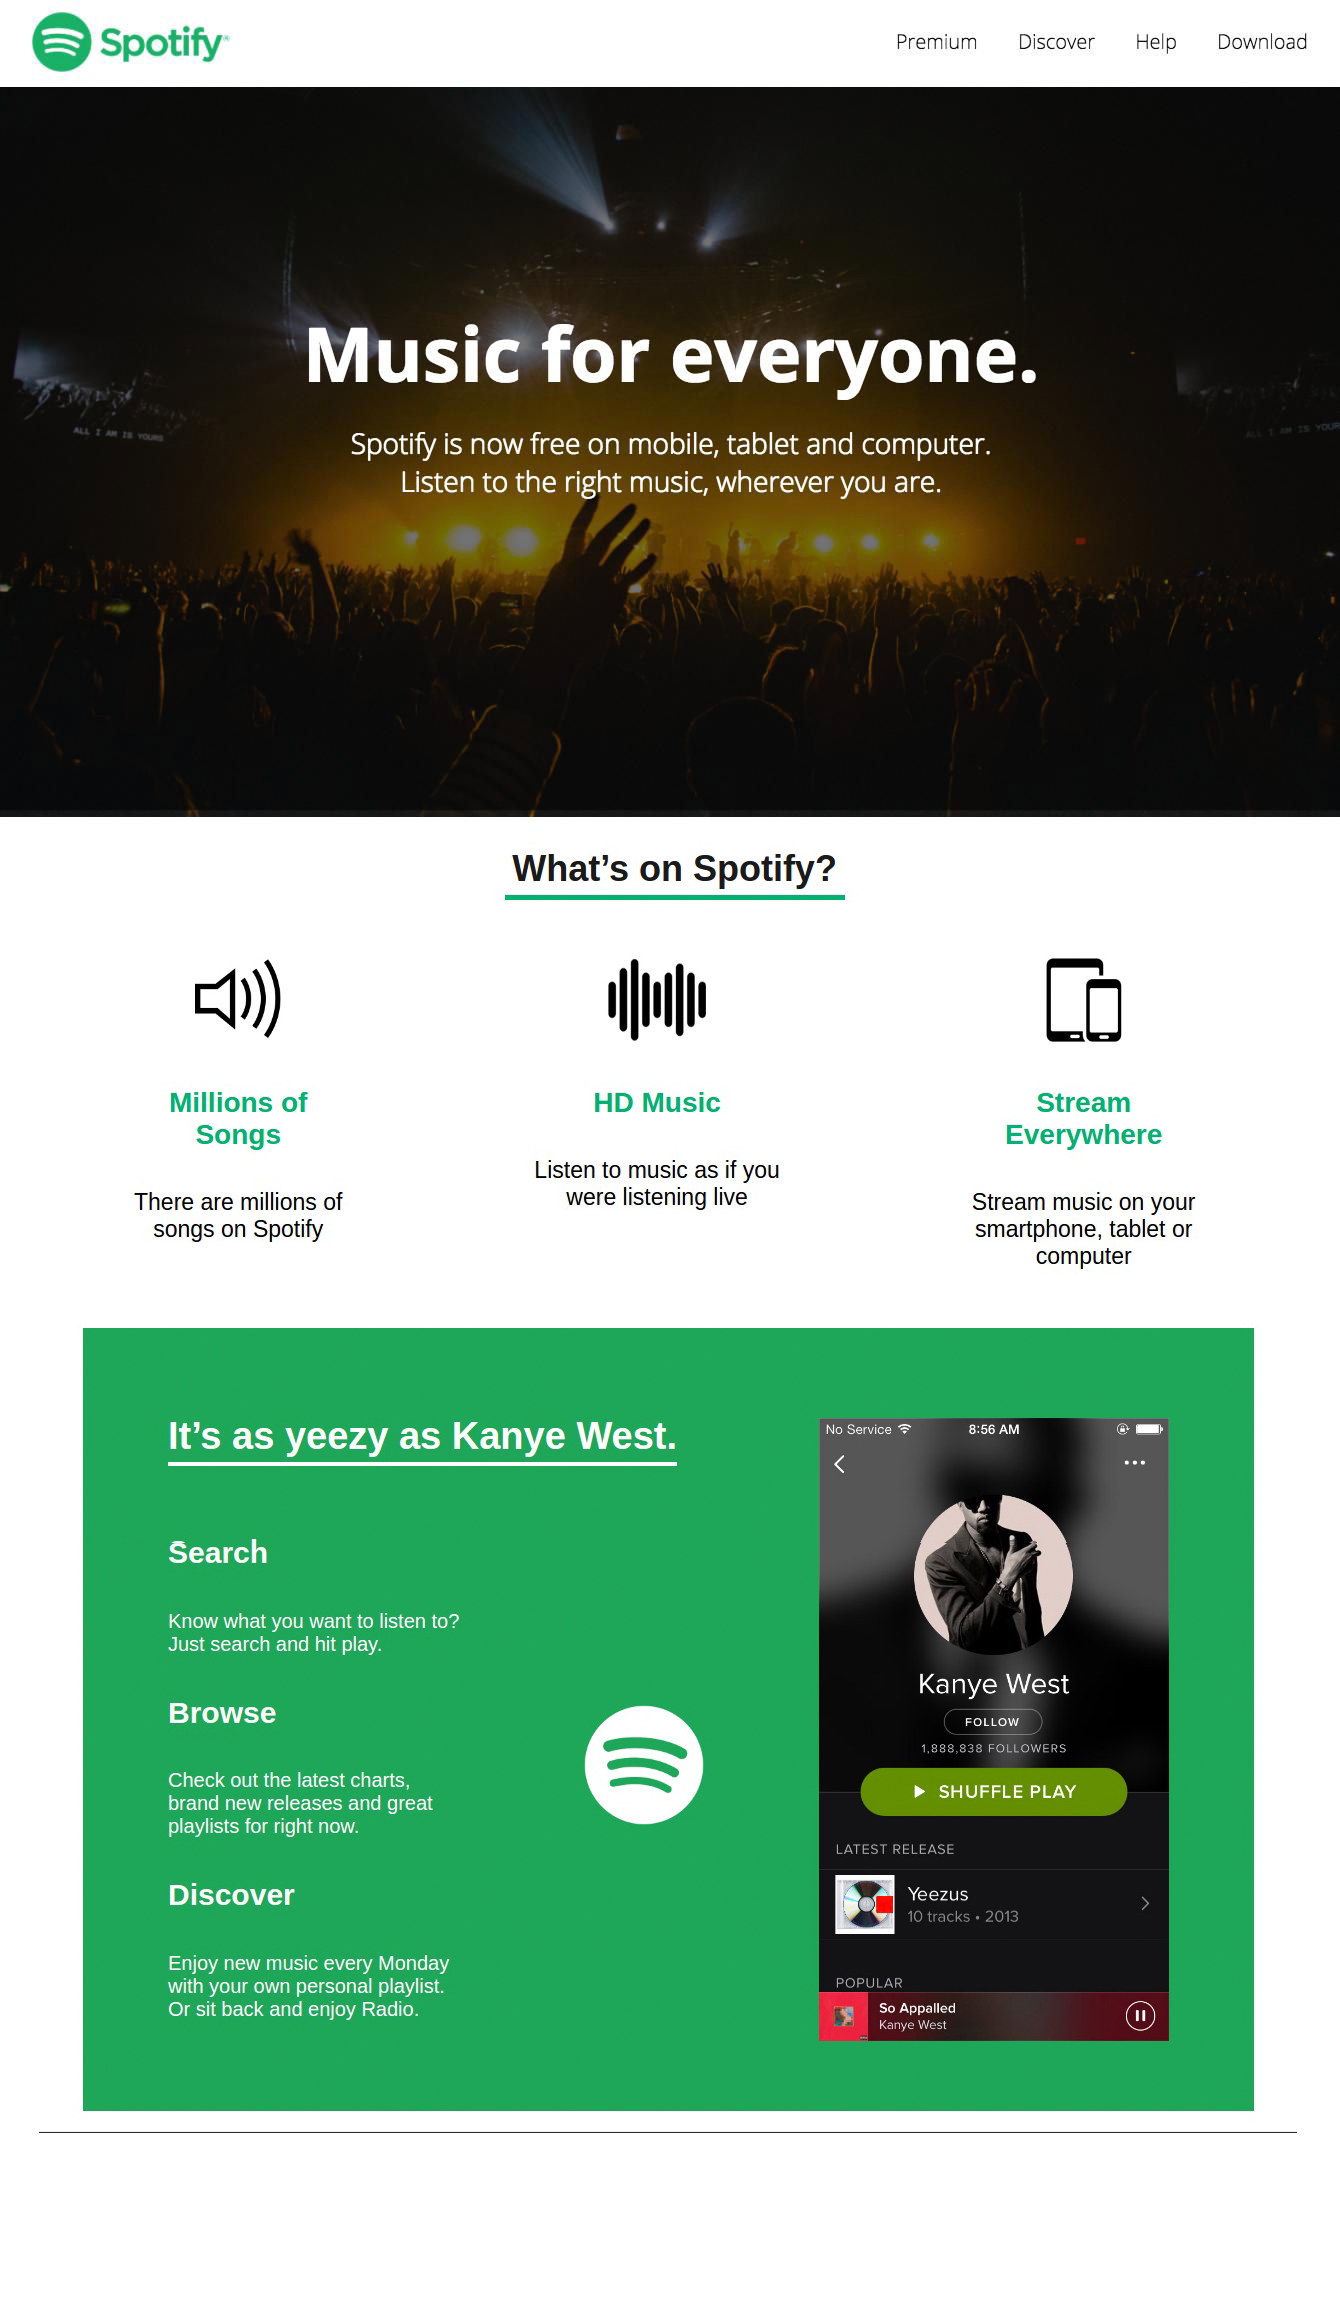 Spotify®
Premium Discover Help Download
Music for everyone.
ALL I AM IS YOURS
ALL I AM IS YOUR
Spotify is now free on mobile, tablet and computer.
Listen to the right music, wherever you are.
What’s on Spotify?
Millions of
Songs
There are millions of
songs on Spotify
HD Music
Listen to music as if you
were listening live
Stream
Everywhere
Stream music on your
smartphone, tablet or
computer
It’s as yeezy as Kanye West.
Search
Know what you want to listen to?
Just search and hit play.
Browse
Check out the latest charts,
brand new releases and great
playlists for right now.
Discover
Enjoy new music every Monday
with your own personal playlist.
Or sit back and enjoy Radio.
No Service 8:56 AM
Kanye West
FOLLOW
1,888,838 FOLLOWERS
SHUFFLE PLAY
LATEST RELEASE
Yeezus
10 tracks • 2013
POPULAR
So Appalled
Kanye West